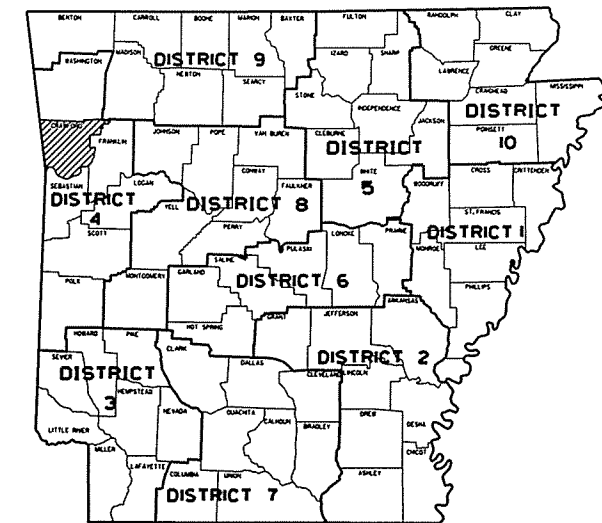 BENTON CARROLL BOONE MARION BAXTER FULTON RANDOLPH CLAY
MADISON IZARD SHARP GREENE
WASHINGTON DISTRICT 9 LAWRENCE
NEWTON SEARCY STONE CRAIGHEAD MISSISSIPPI
INDEPENDENCE DISTRICT
CRAWFORD JOHNSON POPE VAN BUREN CLEBURNE JACKSON POINSETT 10
FRANKLIN DISTRICT
CONWAY WHITE CROSS CRITTENDEN
SEBASTIAN LOGAN FAULKNER 5 WOODRUFF
DISTRICT YELL DISTRICT 8 ST. FRANCIS
4 PERRY LONOKE PRAIRIE DISTRICT 1
SCOTT PULASKI MONROE LEE
SALINE
POLK MONTGOMERY GARLAND DISTRICT 6 PHILLIPS
ARKANSAS
GRANT JEFFERSON
HOT SPRING
HOWARD PIKE CLARK
SEVIER DALLAS DISTRICT 2
DISTRICT CLEVELAND LINCOLN
3 HEMPSTEAD
NEVADA OUACHITA CALHOUN DREW DESHA
LITTLE RIVER BRADLEY
MILLER CHICOT
LAFAYETTE COLUMBIA UNION ASHLEY
DISTRICT 7